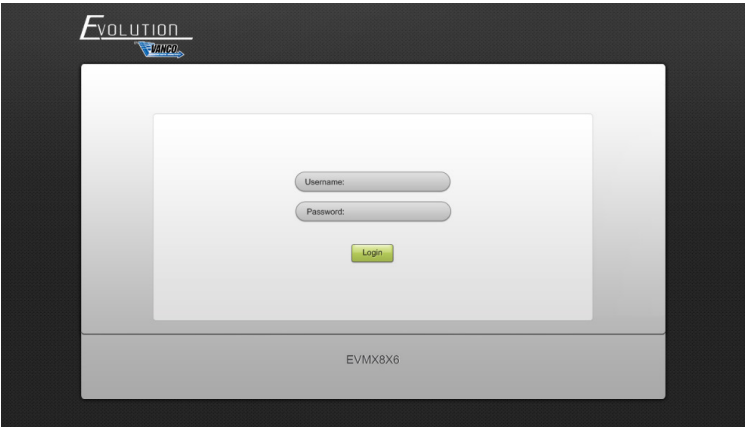 EVOLUTION
VANCO
Username:
Password:
Login
EVMX8X6